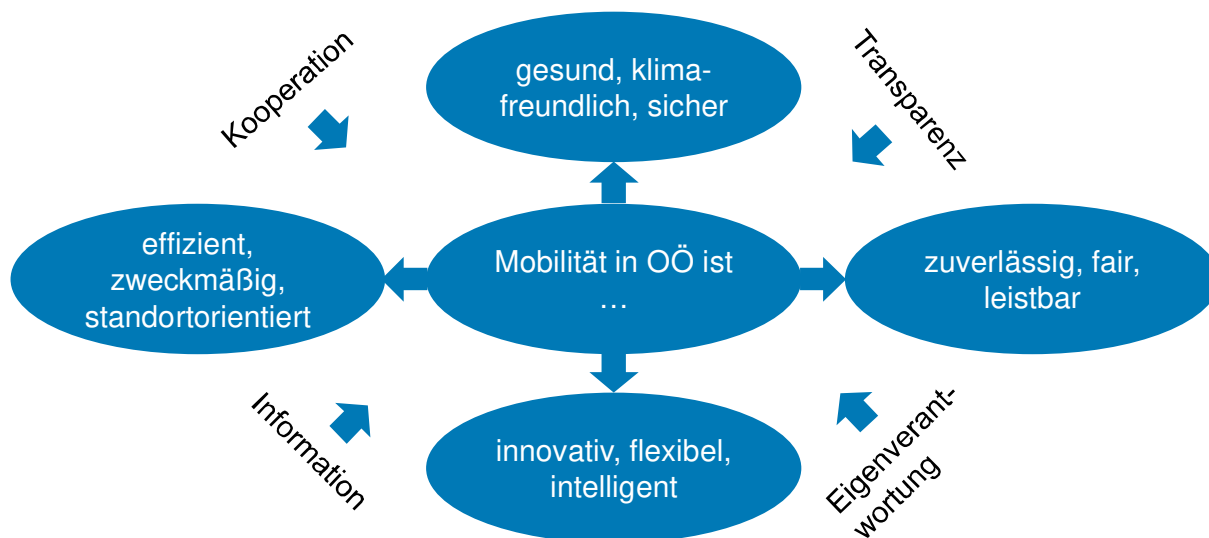 Kooperation
gesund, klima-
freundlich, sicher
Transparenz
effizient,
zweckmäßig,
standortorientiert
Mobilität in OÖ ist
…
zuverlässig, fair,
leistbar
Information
innovativ, flexibel,
intelligent
Eigenverant-
wortung